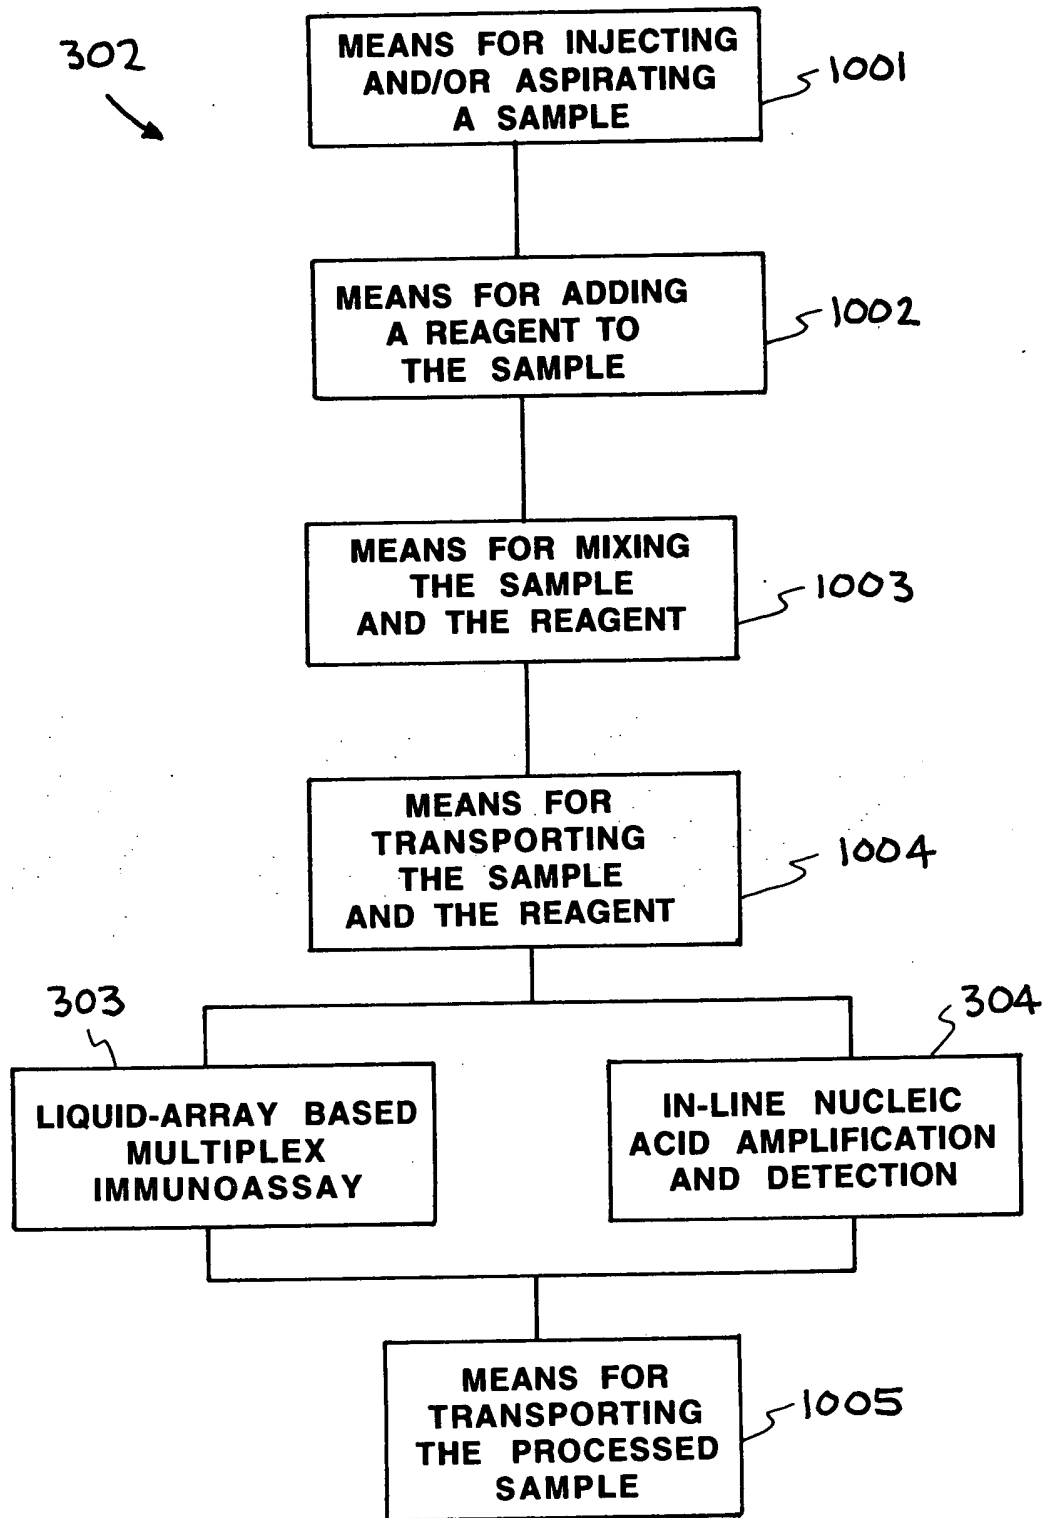 302
MEANS FOR INJECTING
AND/OR ASPIRATING
A SAMPLE
1001
MEANS FOR ADDING
A REAGENT TO
THE SAMPLE
1002
MEANS FOR MIXING
THE SAMPLE
AND THE REAGENT
1003
MEANS FOR
TRANSPORTING
THE SAMPLE
AND THE REAGENT
1004
303
LIQUID-ARRAY BASED
MULTIPLEX
IMMUNOASSAY
304
IN-LINE NUCLEIC
ACID AMPLIFICATION
AND DETECTION
MEANS FOR
TRANSPORTING
THE PROCESSED
SAMPLE
1005